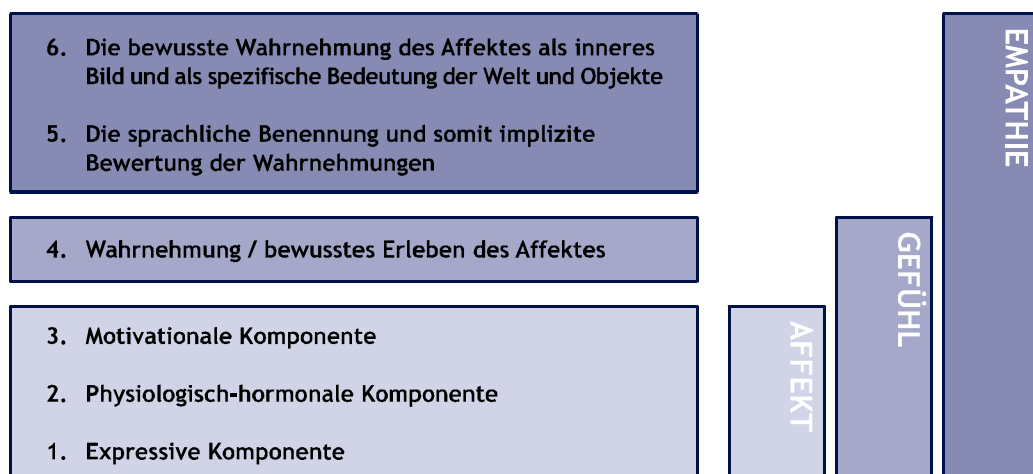 6. Die bewusste Wahrnehmung des Affektes als inneres
Bild und als spezifische Bedeutung der Welt und Objekte
5. Die sprachliche Benennung und somit implizite
Bewertung der Wahrnehmungen
4. Wahrnehmung / bewusstes Erleben des Affektes
3. Motivationale Komponente
2. Physiologisch-hormonale Komponente
1. Expressive Komponente
AFFEKT
GEFÜHL
EMPATHIE